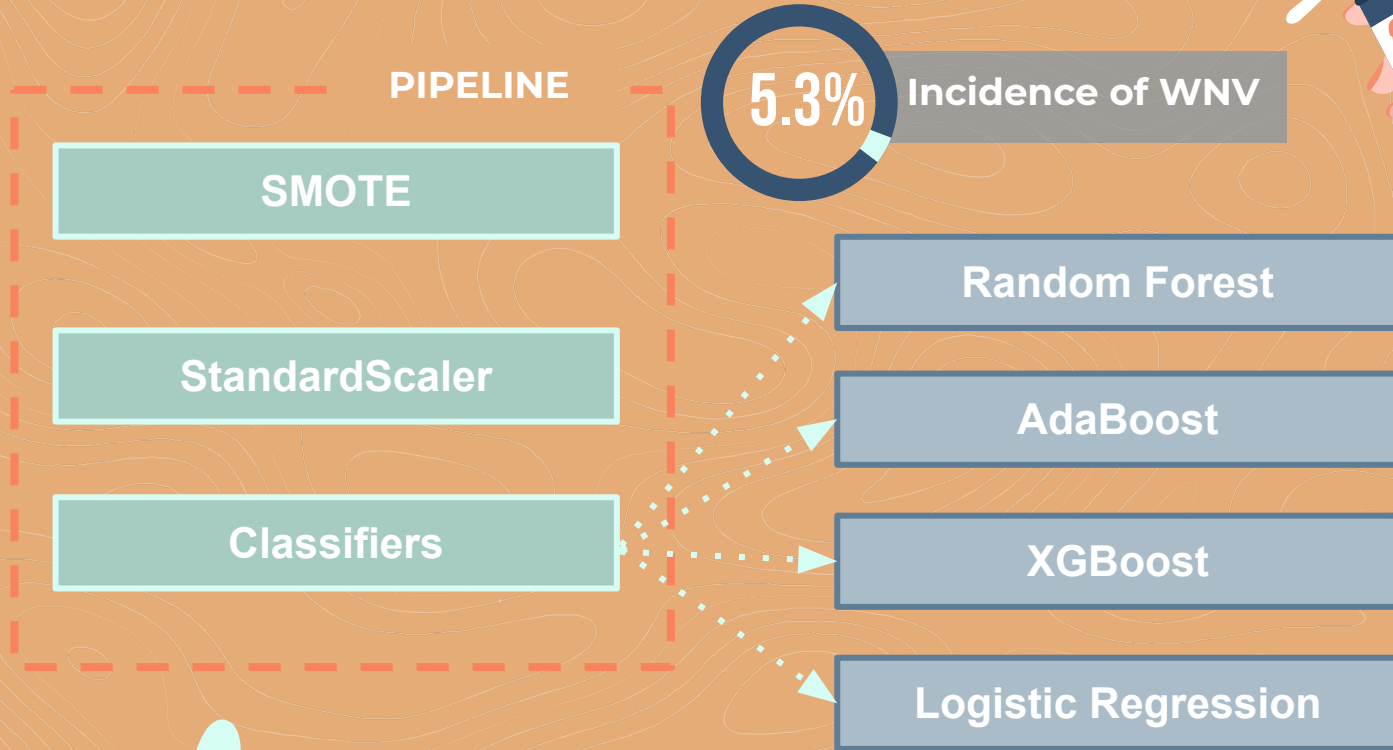 PIPELINE
SMOTE
StandardScaler
Classifiers
5.3%
Incidence of WNV
Random Forest
AdaBoost
XGBoost
Logistic Regression